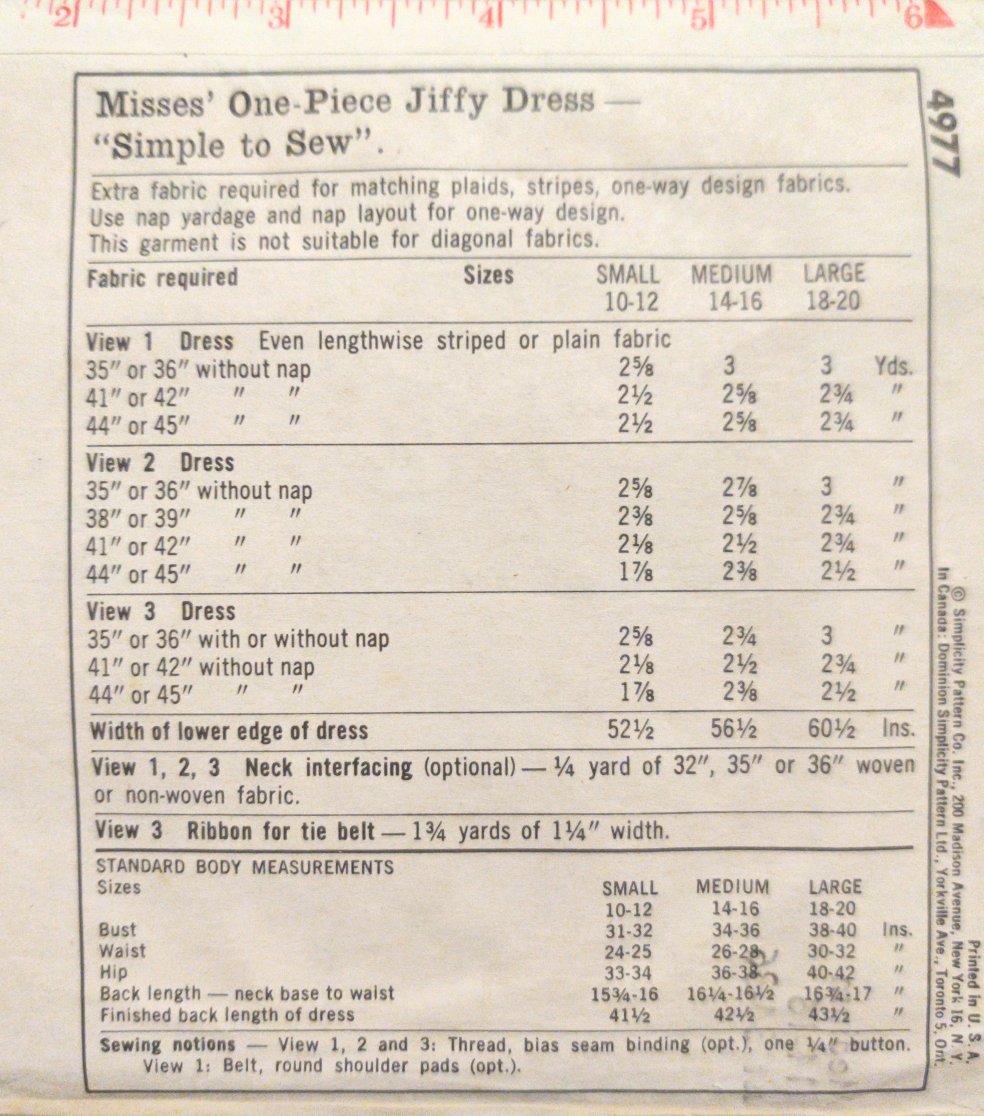 2 3 4 5 6
4977
Misses' One-Piece Jiffy Dress —
"Simple to Sew".
Extra fabric required for matching plaids, stripes, one-way design fabrics.
Use nap yardage and nap layout for one-way design.
This garment is not suitable for diagonal fabrics.
Fabric required Sizes SMALL MEDIUM LARGE
10-12 14-16 18-20
View 1 Dress Even lengthwise striped or plain fabric
35" or 36" without nap 2⅝ 3 3 Yds.
41" or 42" " " 2½ 2⅝ 2¾ "
44" or 45" " " 2½ 2⅝ 2¾ "
View 2 Dress
35" or 36" without nap 2⅝ 2⅞ 3 "
38" or 39" " " 2⅜ 2⅝ 2¾ "
41" or 42" " " 2⅛ 2½ 2¾ "
44" or 45" " " 1⅞ 2⅜ 2½ "
View 3 Dress
35" or 36" with or without nap 2⅝ 2¾ 3 "
41" or 42" without nap 2⅛ 2½ 2¾ "
44" or 45" " " 1⅞ 2⅜ 2½ "
Width of lower edge of dress 52½ 56½ 60½ Ins.
View 1, 2, 3 Neck interfacing (optional) — ¼ yard of 32", 35" or 36" woven
or non-woven fabric.
View 3 Ribbon for tie belt — 1¾ yards of 1¼" width.
STANDARD BODY MEASUREMENTS
Sizes SMALL MEDIUM LARGE
10-12 14-16 18-20
Bust 31-32 34-36 38-40 Ins.
Waist 24-25 26-28 30-32 "
Hip 33-34 36-38 40-42 "
Back length — neck base to waist 15¾-16 16¼-16½ 16¾-17 "
Finished back length of dress 41½ 42½ 43½ "
Sewing notions — View 1, 2 and 3: Thread, bias seam binding (opt.), one ¼" button.
View 1: Belt, round shoulder pads (opt.).
Printed in U. S. A.
© Simplicity Pattern Co. Inc., 200 Madison Avenue, New York 16, N. Y.
In Canada: Dominion Simplicity Pattern Ltd., Yorkville Ave., Toronto 5, Ont.